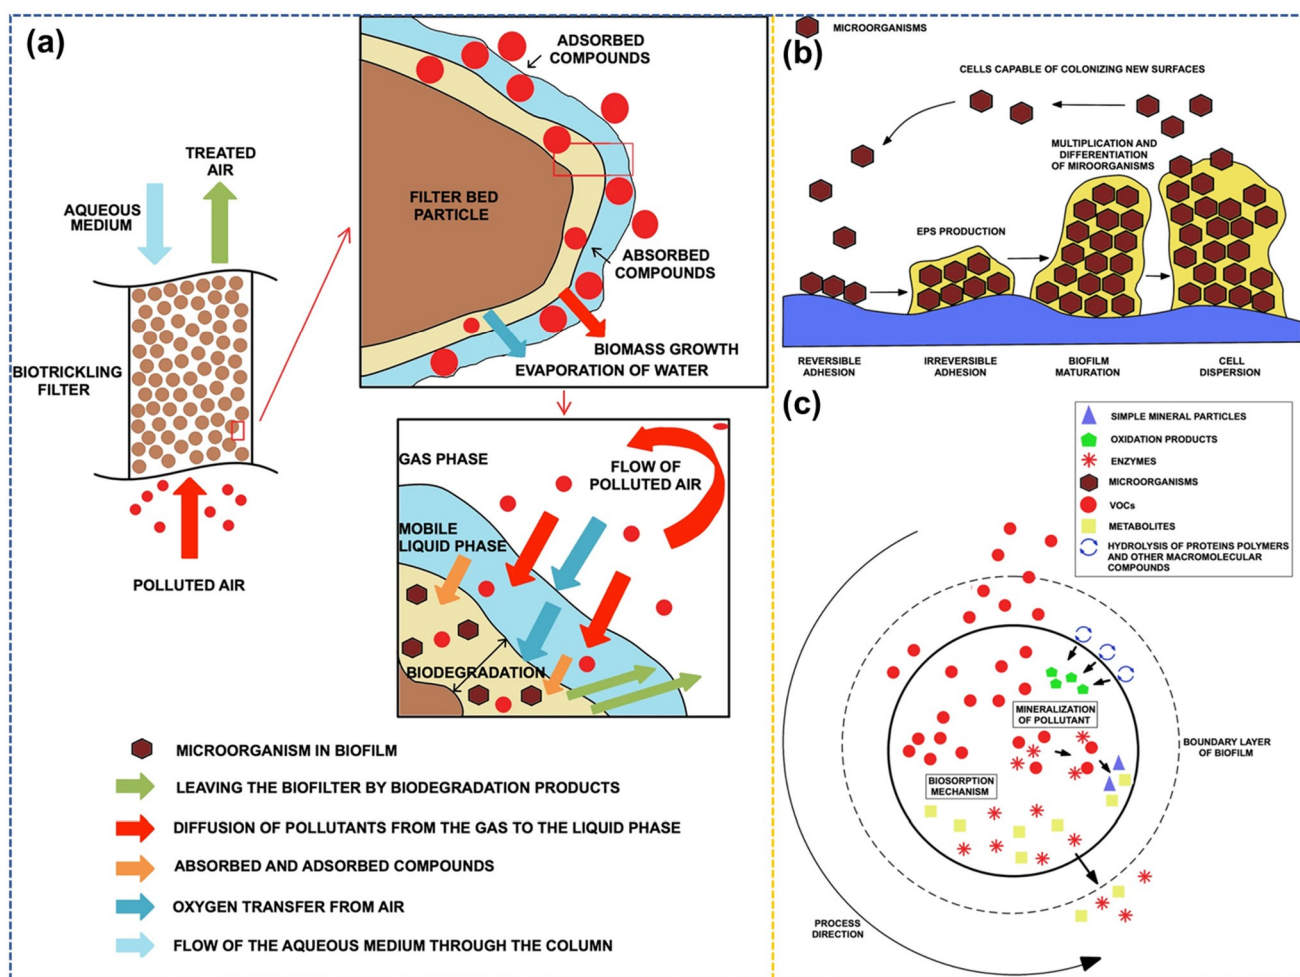 (a)
TREATED
AIR
AQUEOUS
MEDIUM
BIOTRICKLING
FILTER
POLLUTED AIR
ADSORBED
COMPOUNDS
FILTER BED
PARTICLE
ABSORBED
COMPOUNDS
BIOMASS GROWTH
EVAPORATION OF WATER
GAS PHASE
FLOW OF
POLLUTED AIR
MOBILE
LIQUID PHASE
BIODEGRADATION
MICROORGANISM IN BIOFILM
LEAVING THE BIOFILTER BY BIODEGRADATION PRODUCTS
DIFFUSION OF POLLUTANTS FROM THE GAS TO THE LIQUID PHASE
ABSORBED AND ADSORBED COMPOUNDS
OXYGEN TRANSFER FROM AIR
FLOW OF THE AQUEOUS MEDIUM THROUGH THE COLUMN
MICROORGANISMS
(b)
CELLS CAPABLE OF COLONIZING NEW SURFACES
MULTIPLICATION AND
DIFFERENTIATION
OF MIROORGANISMS
EPS PRODUCTION
REVERSIBLE
ADHESION
IRREVERSIBLE
ADHESION
BIOFILM
MATURATION
CELL
DISPERSION
(c)
SIMPLE MINERAL PARTICLES
OXIDATION PRODUCTS
ENZYMES
MICROORGANISMS
VOCs
METABOLITES
HYDROLYSIS OF PROTEINS POLYMERS
AND OTHER MACROMOLECULAR
COMPOUNDS
MINERALIZATION
OF POLLUTANT
BOUNDARY LAYER
OF BIOFILM
BIOSORPTION
MECHANISM
PROCESS
DIRECTION